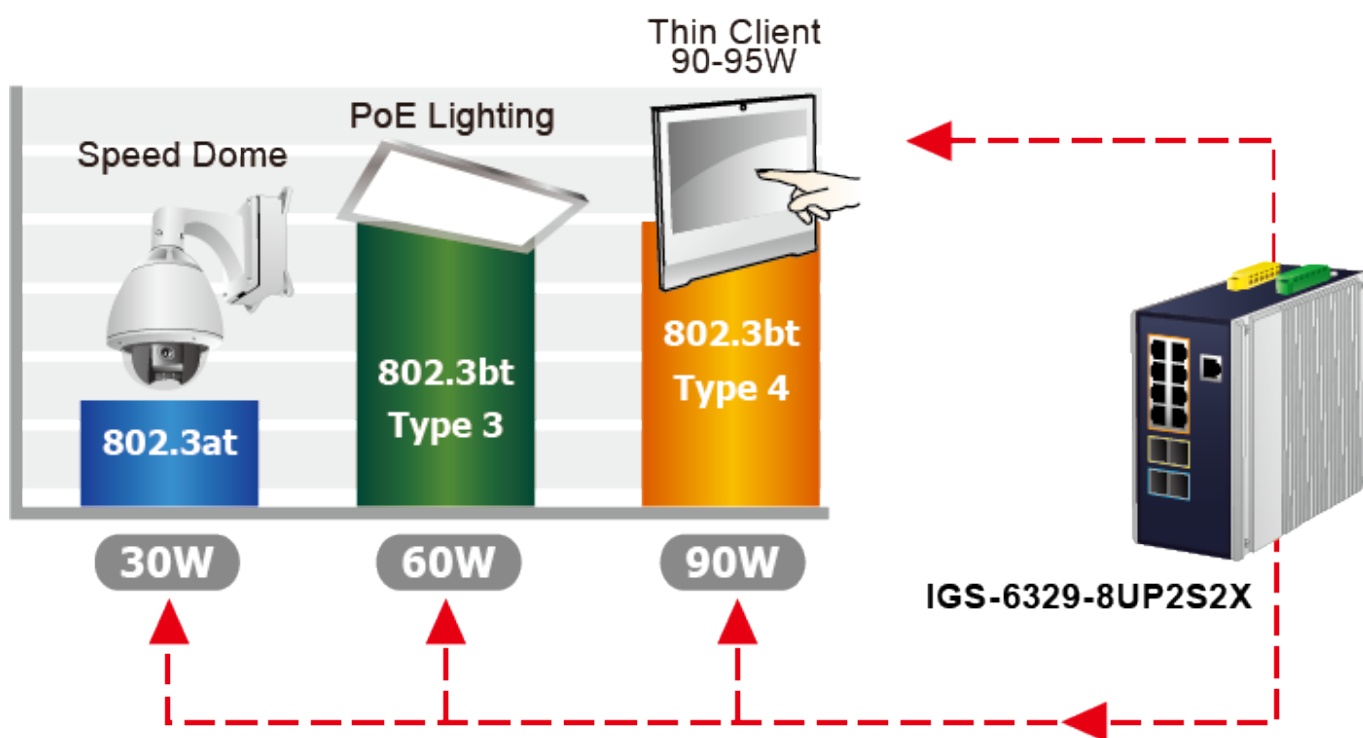 Thin Client
90-95W
PoE Lighting
Speed Dome
802.3at
802.3bt
Type 3
802.3bt
Type 4
30W
60W
90W
IGS-6329-8UP2S2X